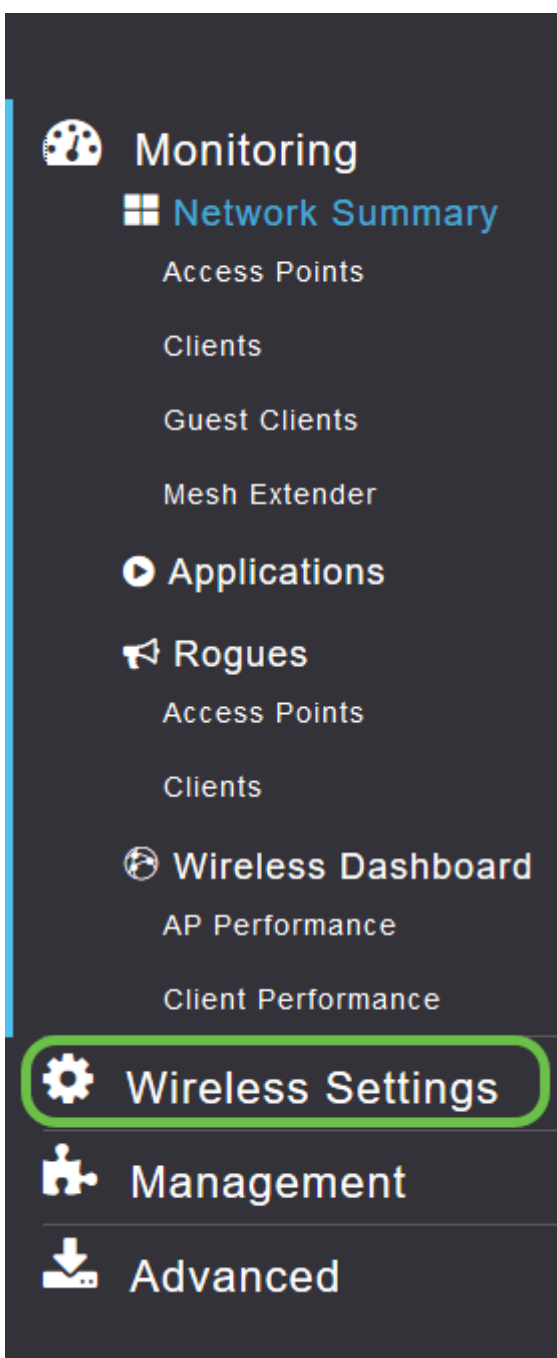 Monitoring
Network Summary
Access Points
Clients
Guest Clients
Mesh Extender
Applications
Rogues
Access Points
Clients
Wireless Dashboard
AP Performance
Client Performance
Wireless Settings
Management
Advanced